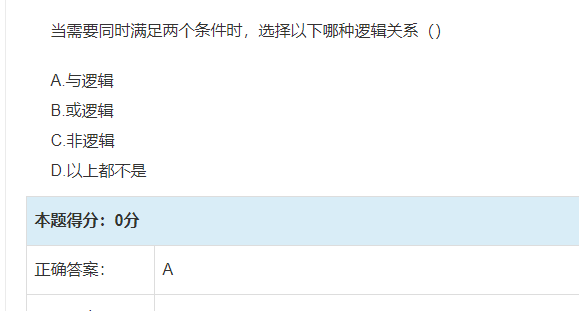 当需要同时满足两个条件时，选择以下哪种逻辑关系（）
A.与逻辑
B.或逻辑
C.非逻辑
D.以上都不是
本题得分：0分
正确答案：	A